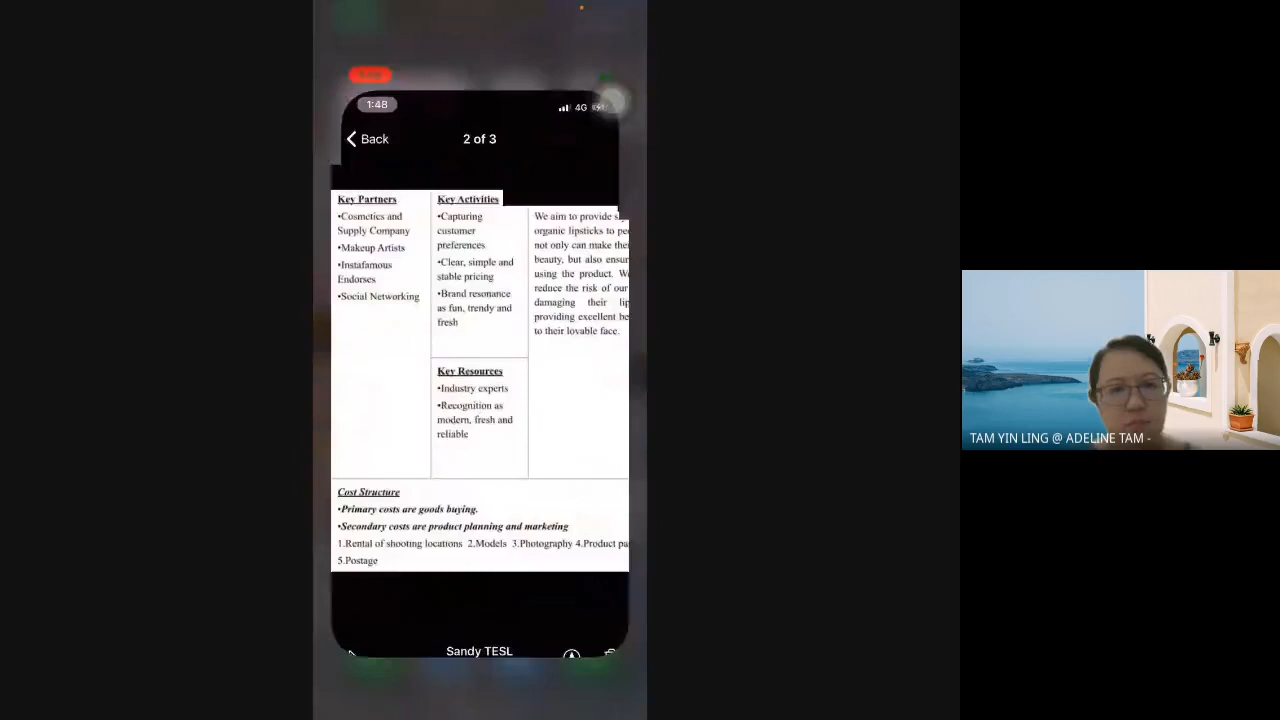 1:48
4G
Back
2 of 3
Key Partners
•Cosmetics and
Supply Company
•Makeup Artists
•Instafamous
Endorses
•Social Networking
Key Activities
•Capturing
customer
preferences
•Clear, simple and
stable pricing
•Brand resonance
as fun, trendy and
fresh
Key Resources
•Industry experts
•Recognition as
modern, fresh and
reliable
We aim to provide
organic lipsticks to
not only can make
beauty, but also
using the product.
reduce the risk of our
damaging their
providing excellent
to their lovable face.
Cost Structure
•Primary costs are goods buying.
•Secondary costs are product planning and marketing
1.Rental of shooting locations 2.Models 3.Photography 4.Product
5.Postage
Sandy TESL
TAM YIN LING @ ADELINE TAM -